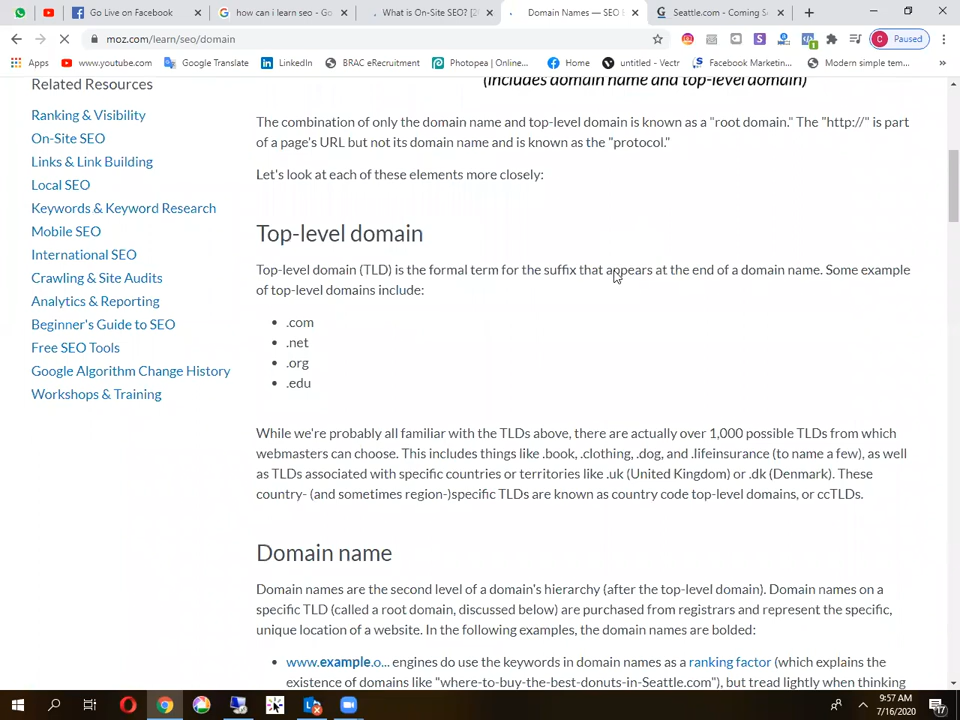 Go Live on Facebook
how can i learn seo - Go
What is On-Site SEO? [2
Domain Names — SEO
Seattle.com - Coming S
moz.com/learn/seo/domain
Paused
Apps
www.youtube.com
Google Translate
LinkedIn
BRAC eRecruitment
Photopea | Online...
Home
untitled - Vectr
Facebook Marketin...
Modern simple tem...
Related Resources
Ranking & Visibility
On-Site SEO
Links & Link Building
Local SEO
Keywords & Keyword Research
Mobile SEO
International SEO
Crawling & Site Audits
Analytics & Reporting
Beginner's Guide to SEO
Free SEO Tools
Google Algorithm Change History
Workshops & Training
(includes domain name and top-level domain)
The combination of only the domain name and top-level domain is known as a "root domain." The "http://" is part
of a page's URL but not its domain name and is known as the "protocol."
Let's look at each of these elements more closely:
Top-level domain
Top-level domain (TLD) is the formal term for the suffix that appears at the end of a domain name. Some example
of top-level domains include:
.com
.net
.org
.edu
While we're probably all familiar with the TLDs above, there are actually over 1,000 possible TLDs from which
webmasters can choose. This includes things like .book, .clothing, .dog, and .lifeinsurance (to name a few), as well
as TLDs associated with specific countries or territories like .uk (United Kingdom) or .dk (Denmark). These
country- (and sometimes region-)specific TLDs are known as country code top-level domains, or ccTLDs.
Domain name
Domain names are the second level of a domain's hierarchy (after the top-level domain). Domain names on a
specific TLD (called a root domain, discussed below) are purchased from registrars and represent the specific,
unique location of a website. In the following examples, the domain names are bolded:
www.example.o... engines do use the keywords in domain names as a ranking factor (which explains the
existence of domains like "where-to-buy-the-best-donuts-in-Seattle.com"), but tread lightly when thinking
9:57 AM
7/16/2020
17